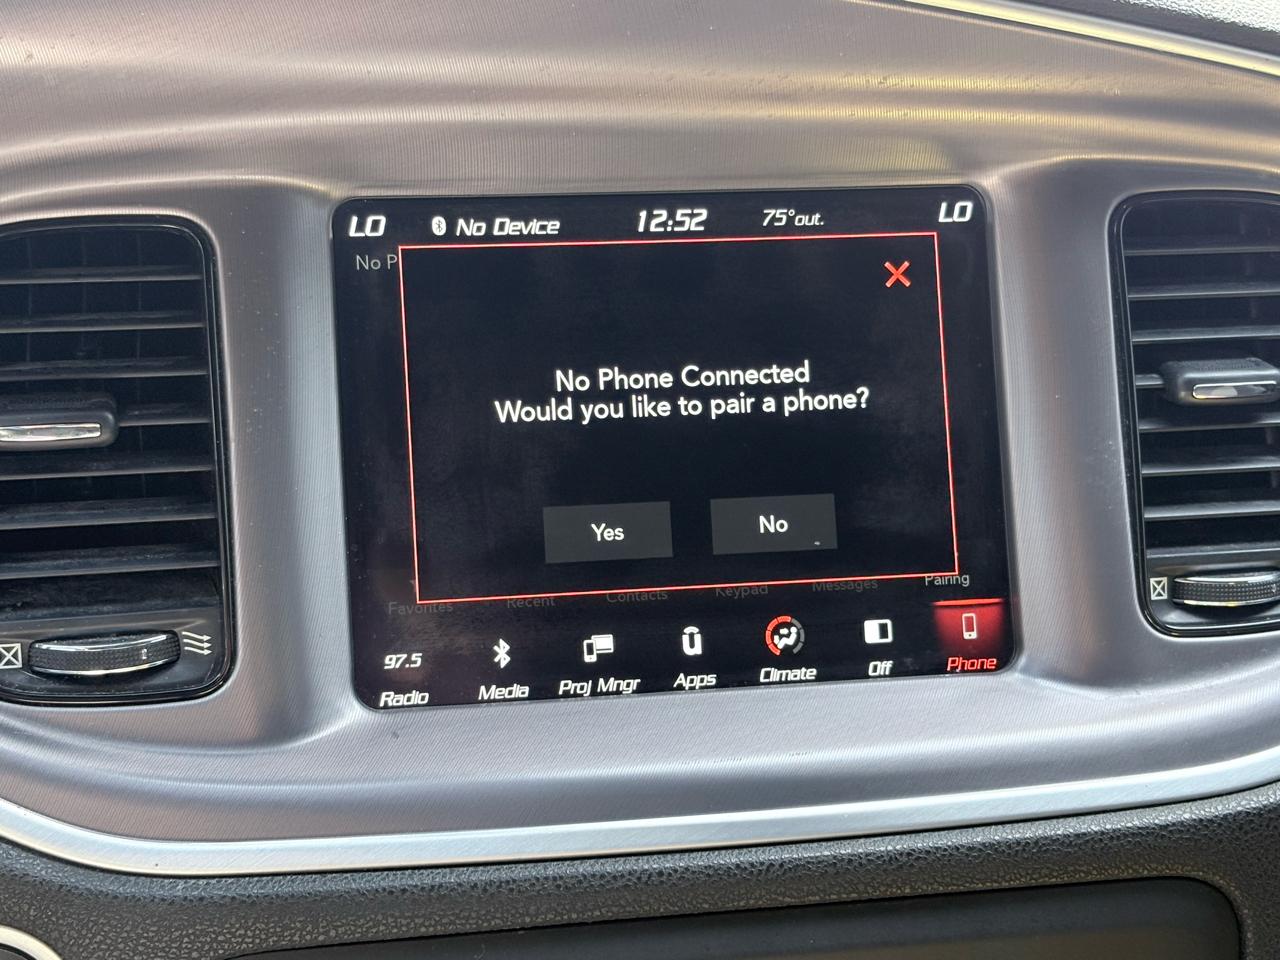 LO No Device 12:52 75°out. LO
No P
No Phone Connected
Would you like to pair a phone?
Yes No
Favorites Recent Contacts Keypad Messages Pairing
97.5
Radio Media Proj Mngr Apps Climate Off Phone